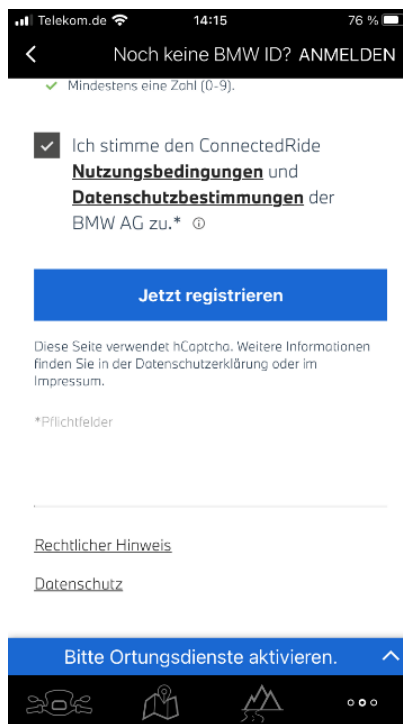 Telekom.de 14:15 76 %
Noch keine BMW ID? ANMELDEN
Mindestens eine Zahl (0-9).
Ich stimme den ConnectedRide
Nutzungsbedingungen und
Datenschutzbestimmungen der
BMW AG zu.*
Jetzt registrieren
Diese Seite verwendet hCaptcha. Weitere Informationen
finden Sie in der Datenschutzerklärung oder im
Impressum.
*Pflichtfelder
Rechtlicher Hinweis
Datenschutz
Bitte Ortungsdienste aktivieren.